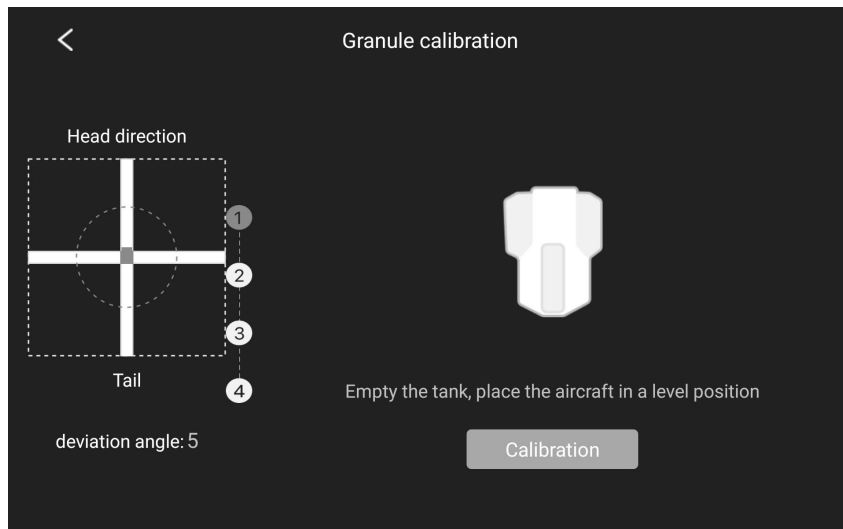 Granule calibration
Head direction
1
2
3
4
Tail
deviation angle: 5
Empty the tank, place the aircraft in a level position
Calibration